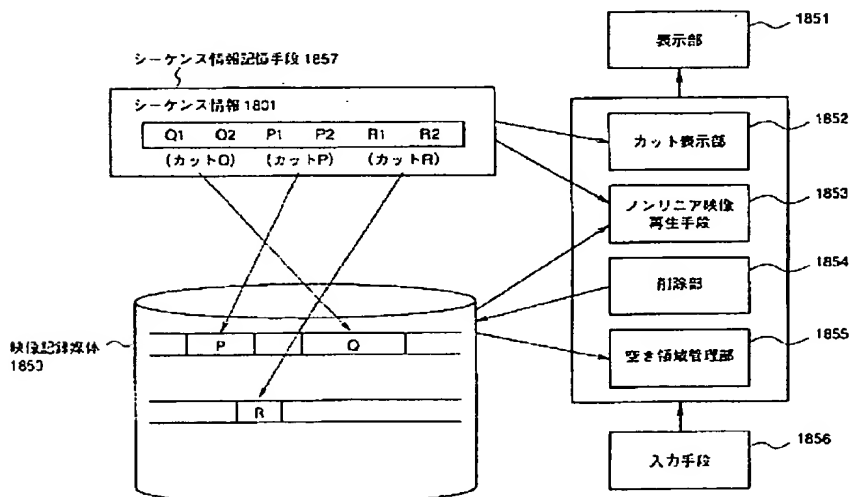 シーケンス情報記憶手段 1857
シーケンス情報 1801
Q1 Q2 P1 P2 R1 R2
(カットQ) (カットP) (カットR)
映像記録媒体
1850
P
Q
R
表示部
1851
カット表示部
1852
ノンリニア映像
再生手段
1853
削除部
1854
空き領域管理部
1855
入力手段
1856